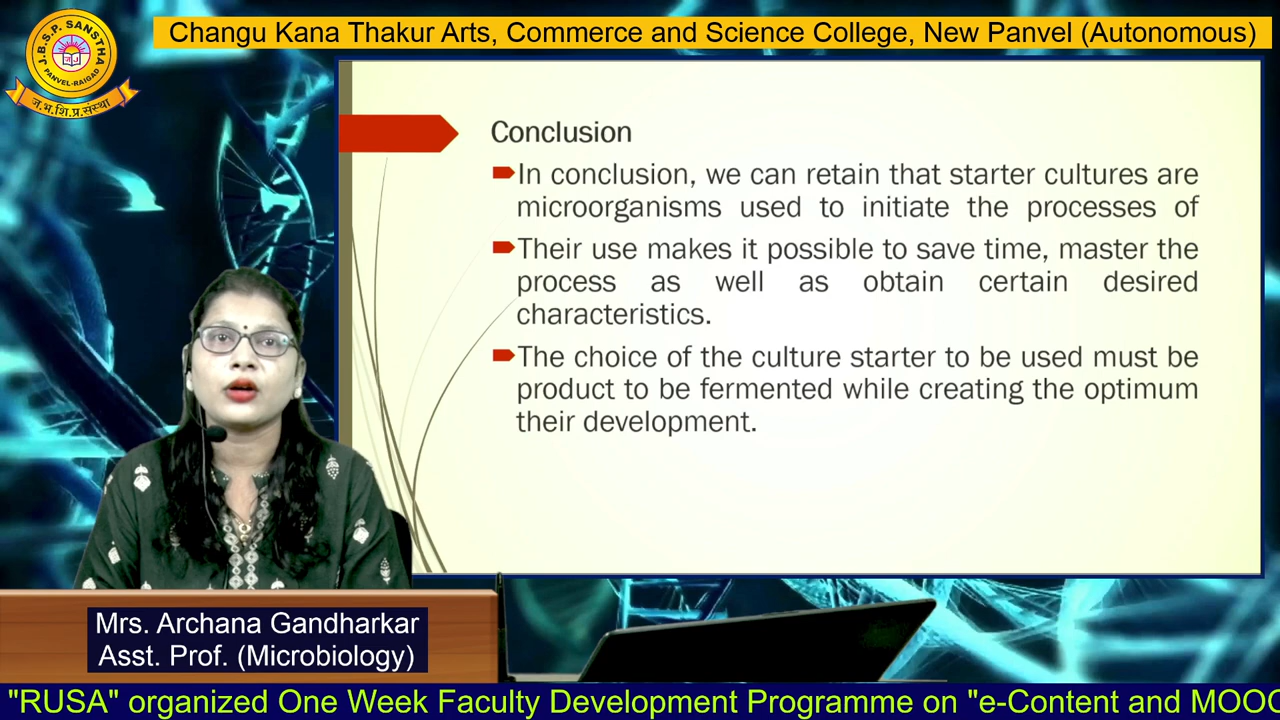 J.B.S.P. SANSTHA
PANVEL-RAIGAD
ज.भ.शि.प्र.संस्था
Changu Kana Thakur Arts, Commerce and Science College, New Panvel (Autonomous)
Conclusion
In conclusion, we can retain that starter cultures are
microorganisms used to initiate the processes of
Their use makes it possible to save time, master the
process as well as obtain certain desired
characteristics.
The choice of the culture starter to be used must be
product to be fermented while creating the optimum
their development.
Mrs. Archana Gandharkar
Asst. Prof. (Microbiology)
"RUSA" organized One Week Faculty Development Programme on "e-Content and MOOC